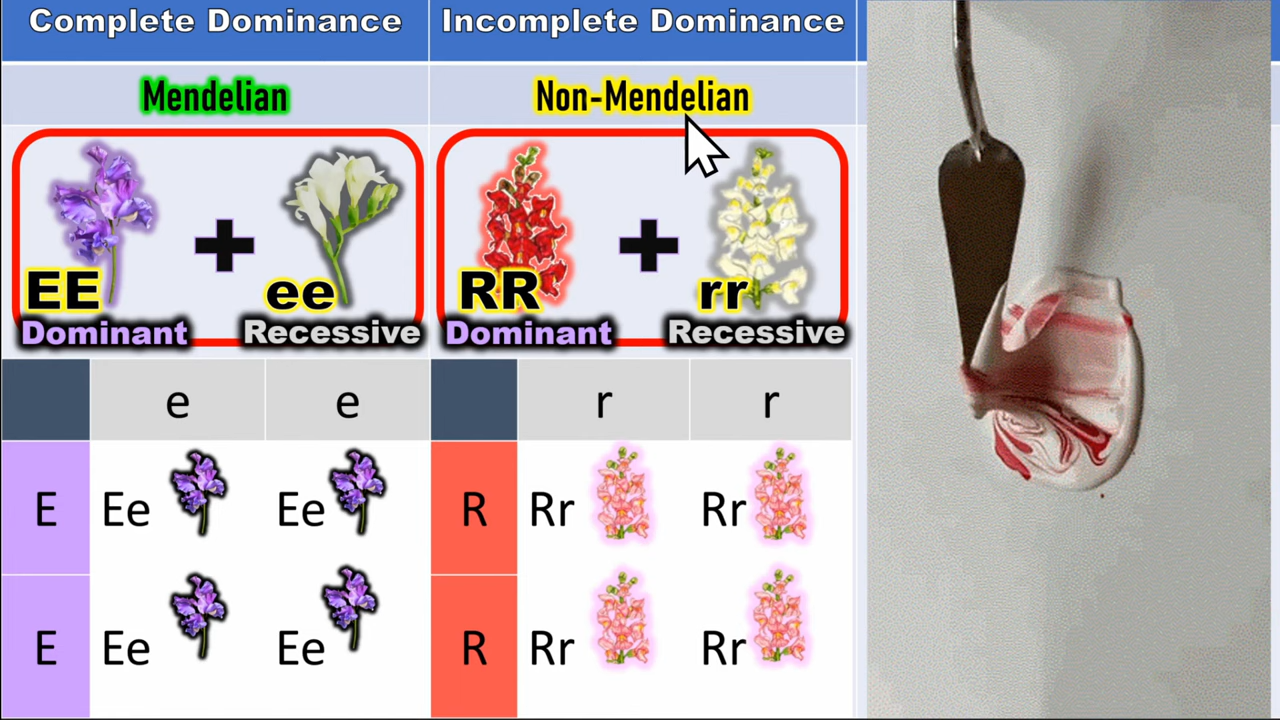 Complete Dominance
Incomplete Dominance
Mendelian
Non-Mendelian
EE
ee
RR
rr
Dominant
Recessive
Dominant
Recessive
e
e
r
r
E
Ee
Ee
R
Rr
Rr
E
Ee
Ee
R
Rr
Rr